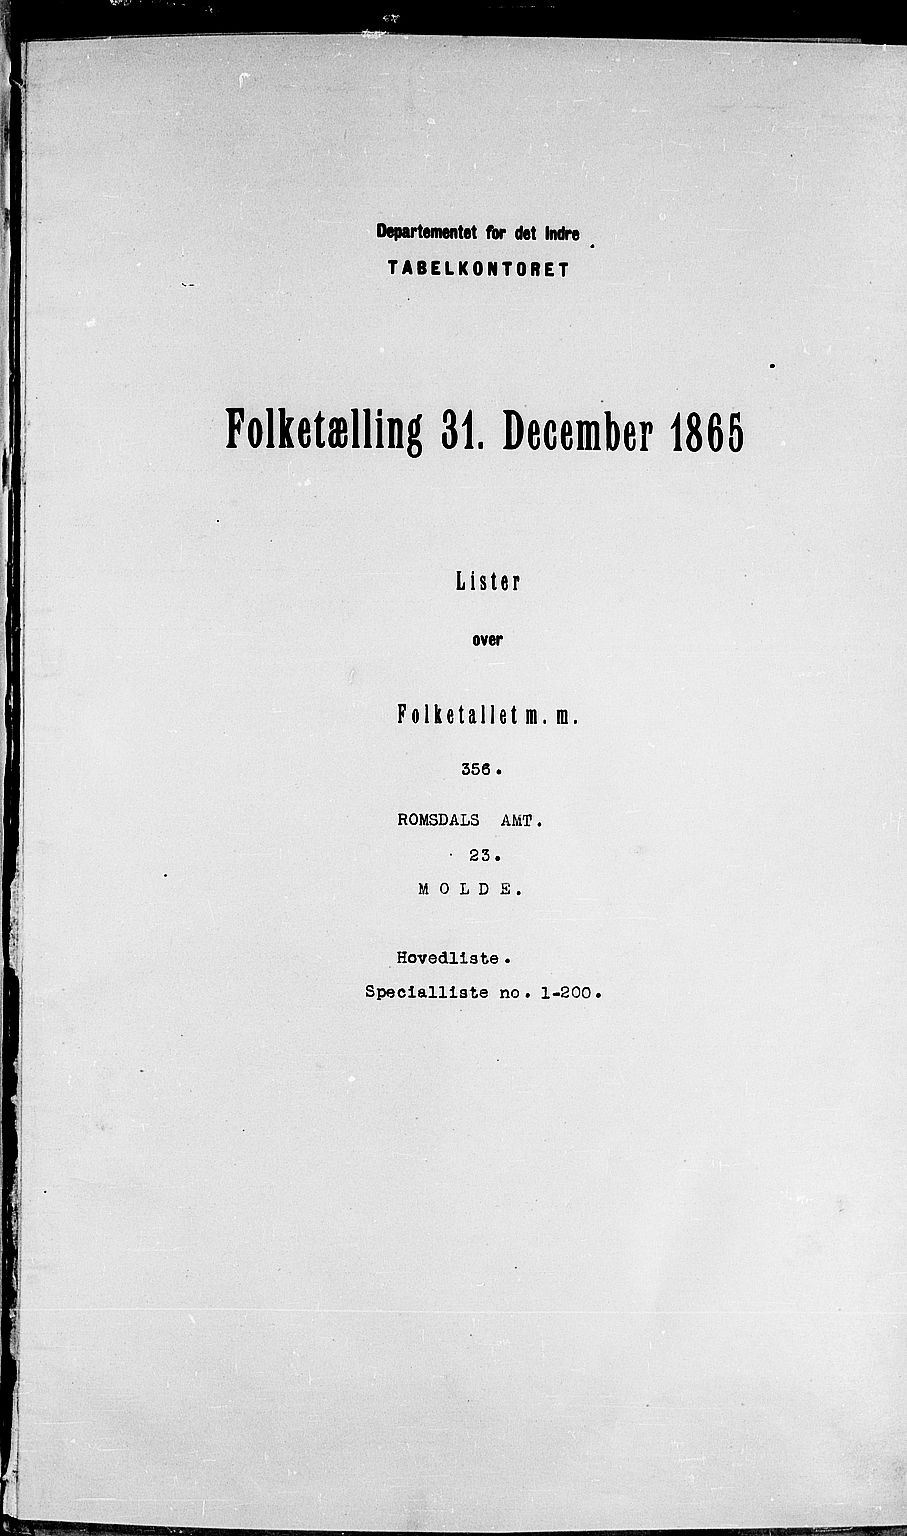 Departementet for det Indre
TABELKONTORET
Folketælling 31. December 1865
Lister
over
Folketallet m. m.
356.
ROMSDALS AMT.
23.
MOLDE.
Hovedliste.
Specialliste no. 1-200.